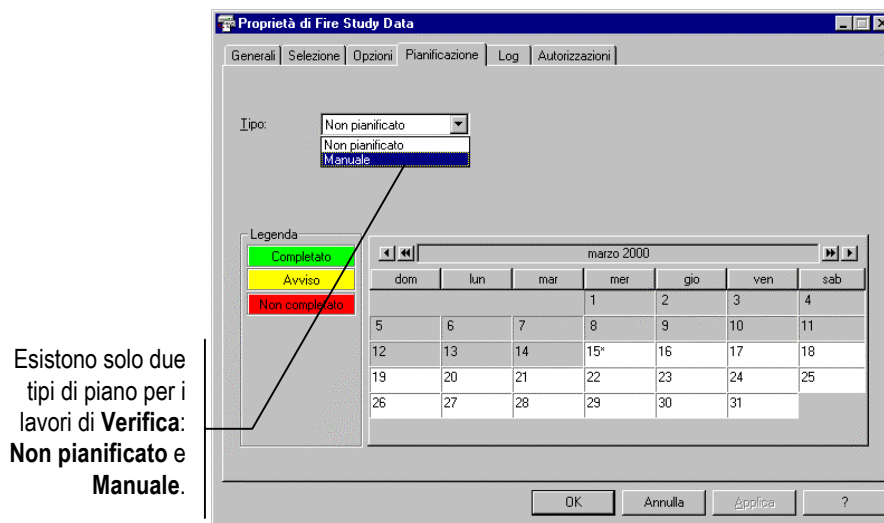 Proprietà di Fire Study Data
Generali Selezione Opzioni Pianificazione Log Autorizzazioni
Tipo: Non pianificato
Non pianificato
Manuale
Legenda
Completato
Avviso
Non completato
marzo 2000
dom lun mar mer gio ven sab
1 2 3 4
5 6 7 8 9 10 11
12 13 14 15* 16 17 18
19 20 21 22 23 24 25
26 27 28 29 30 31
Esistono solo due
tipi di piano per i
lavori di Verifica:
Non pianificato e
Manuale.
OK Annulla Applica ?